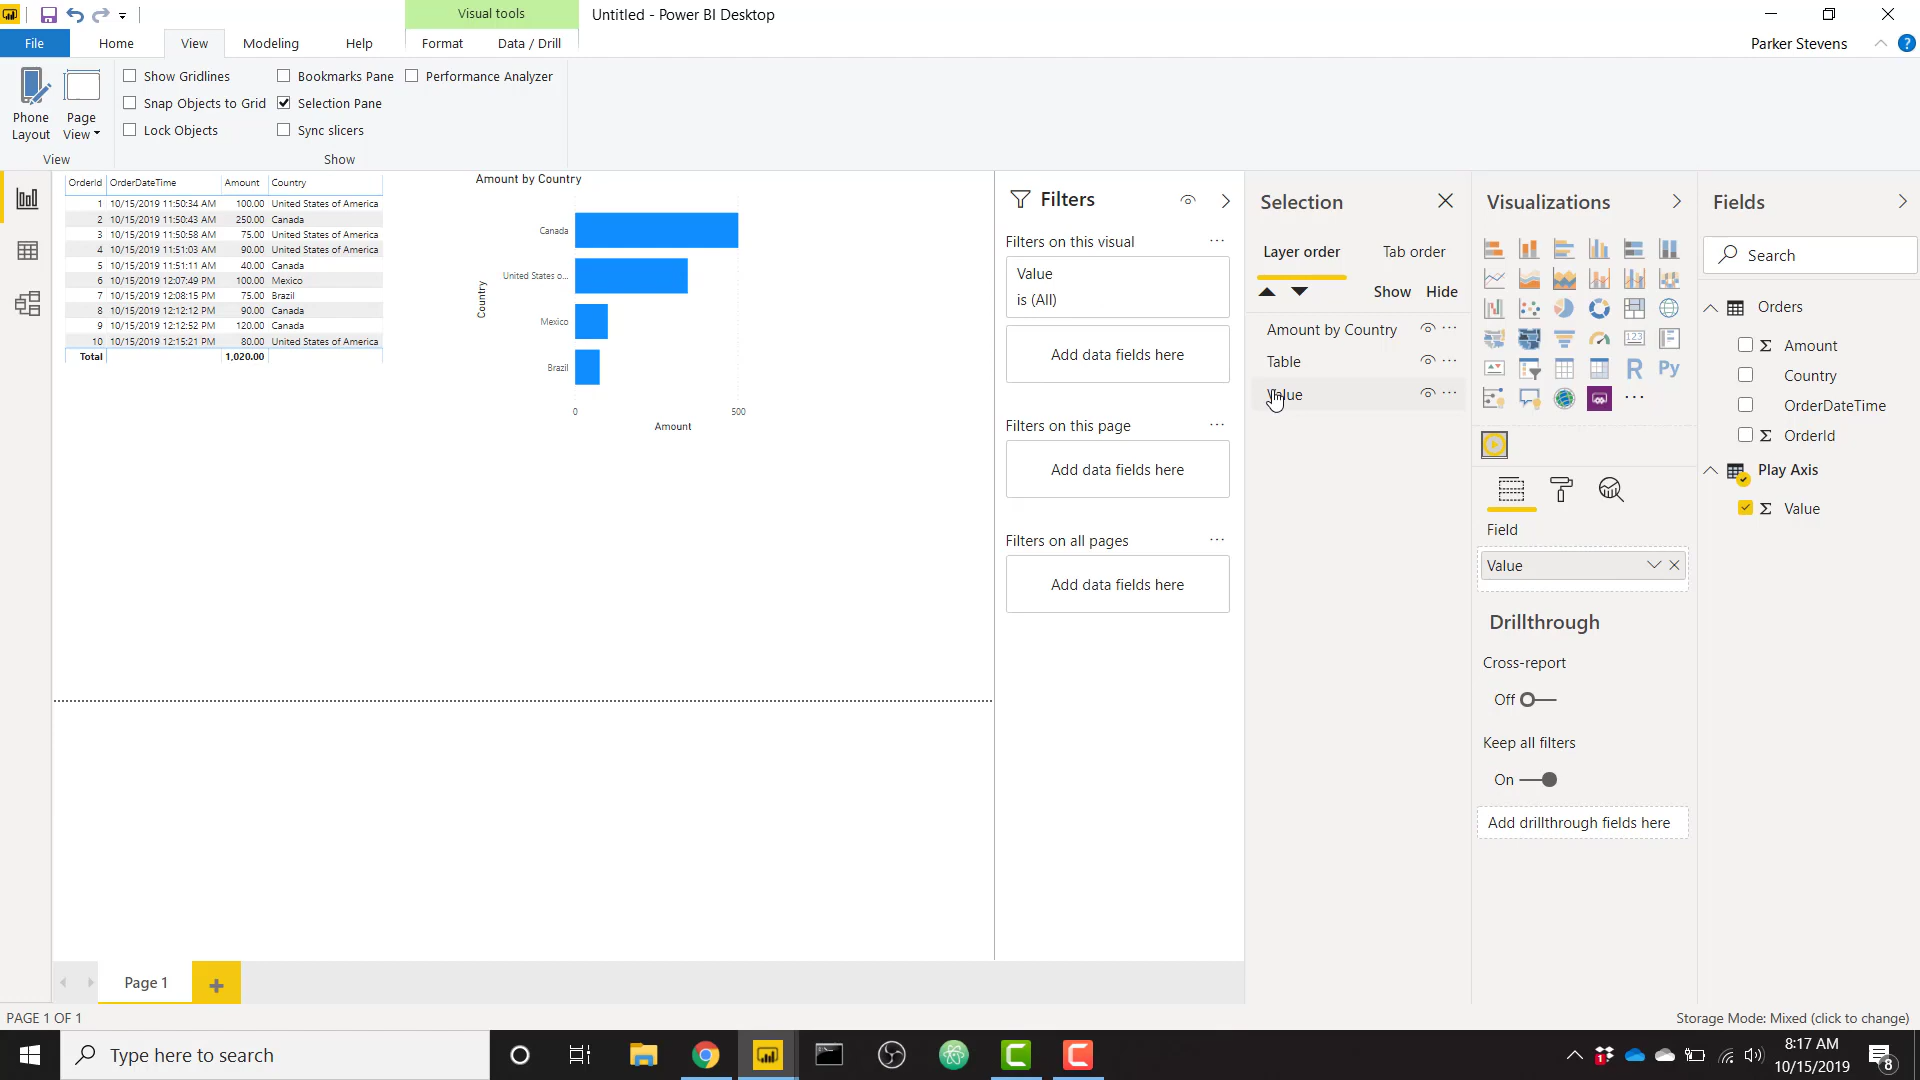 Visual tools
Untitled - Power BI Desktop
File
Home
View
Modeling
Help
Format
Data / Drill
Parker Stevens
?
Phone Layout
Page View
Show Gridlines
Snap Objects to Grid
Lock Objects
Bookmarks Pane
Selection Pane
Sync slicers
Performance Analyzer
View
Show
OrderId OrderDateTime Amount Country
1 10/15/2019 11:50:34 AM 100.00 United States of America
2 10/15/2019 11:50:43 AM 250.00 Canada
3 10/15/2019 11:50:58 AM 75.00 United States of America
4 10/15/2019 11:51:03 AM 90.00 United States of America
5 10/15/2019 11:51:11 AM 40.00 Canada
6 10/15/2019 12:07:49 PM 100.00 Mexico
7 10/15/2019 12:08:15 PM 75.00 Brazil
8 10/15/2019 12:12:12 PM 90.00 Canada
9 10/15/2019 12:12:52 PM 120.00 Canada
10 10/15/2019 12:15:21 PM 80.00 United States of America
Total 1,020.00
Amount by Country
Country
Canada
United States o...
Mexico
Brazil
0 500
Amount
Filters
Filters on this visual ...
Value
is (All)
Add data fields here
Filters on this page ...
Add data fields here
Filters on all pages ...
Add data fields here
Selection
Layer order
Tab order
Show Hide
Amount by Country ...
Table ...
Value ...
Visualizations
123
R
Py
...
Field
Value
Drillthrough
Cross-report
Off
Keep all filters
On
Add drillthrough fields here
Fields
Search
Orders
Σ Amount
Country
OrderDateTime
Σ OrderId
Play Axis
Σ Value
Page 1
+
PAGE 1 OF 1
Storage Mode: Mixed (click to change)
Type here to search
1
8:17 AM
10/15/2019
8